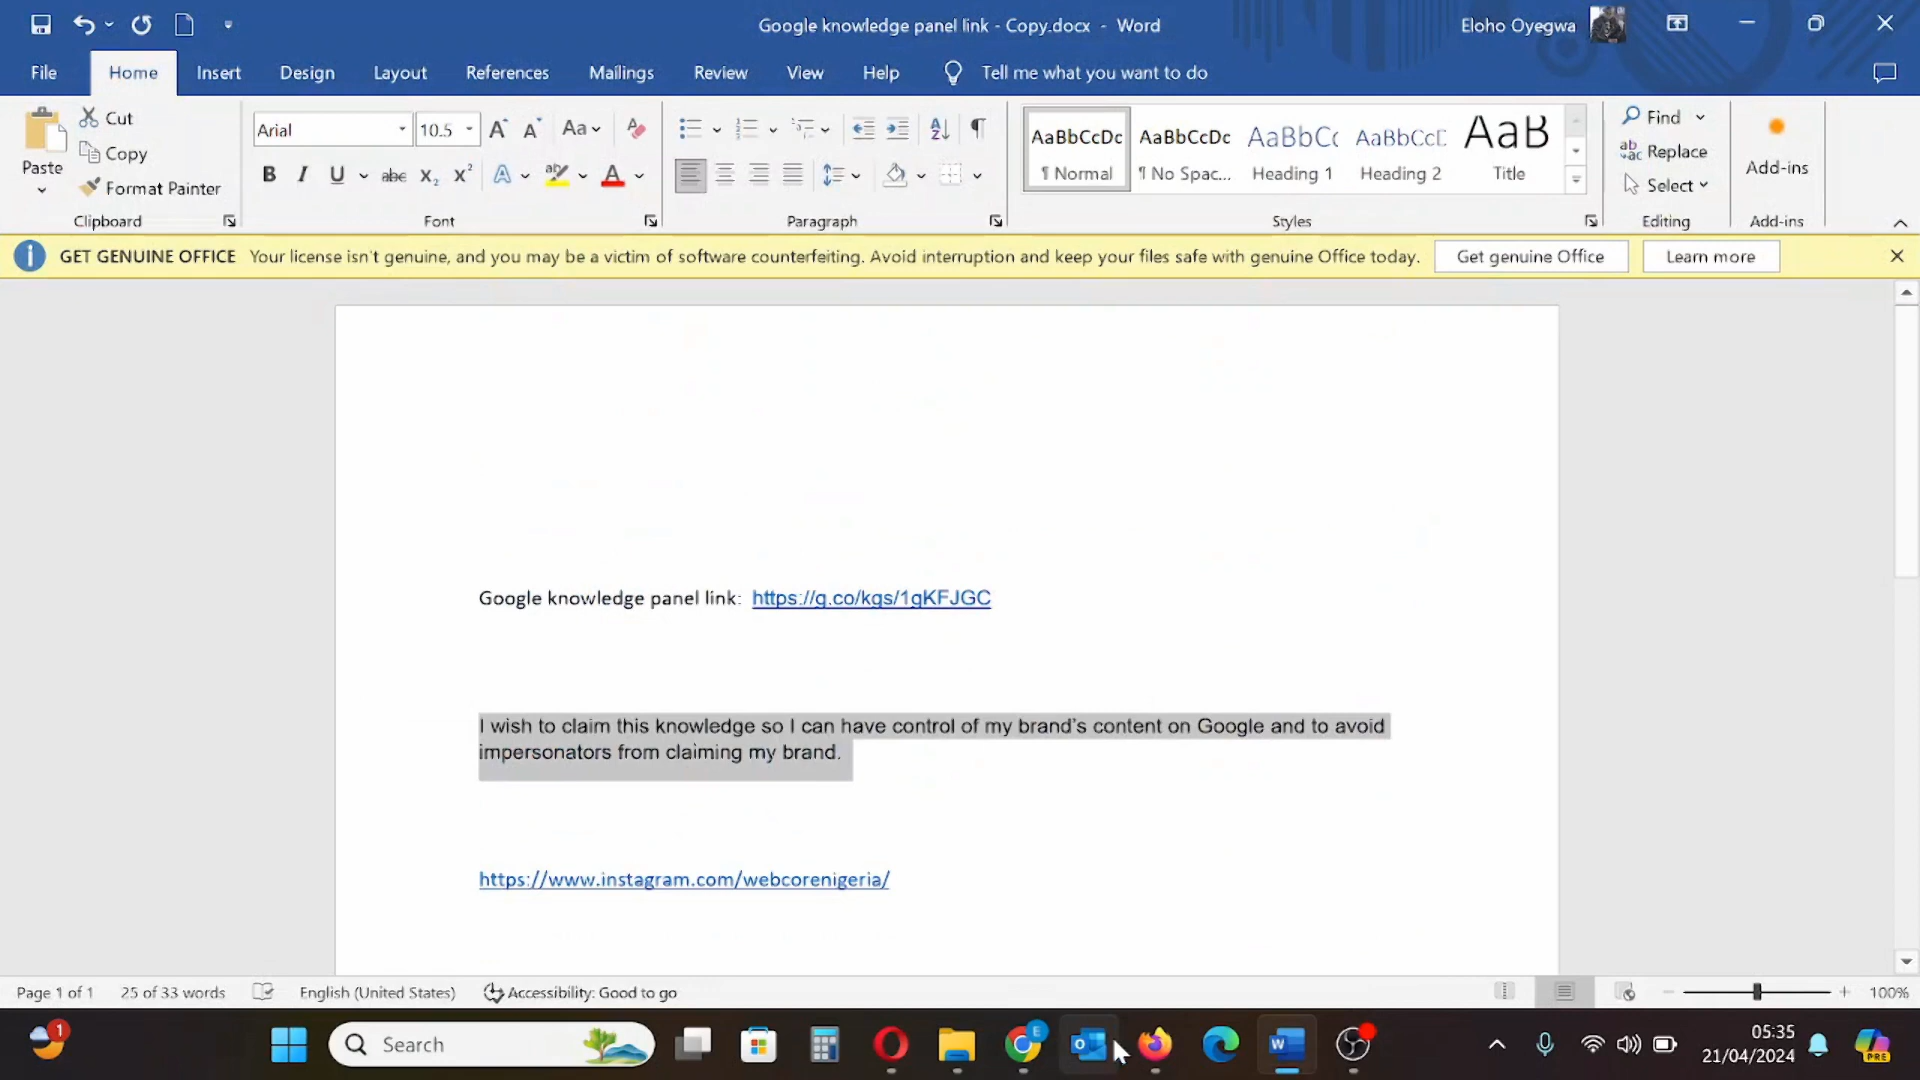 Google knowledge panel link - Copy.docx - Word
Eloho Oyegwa
File Home Insert Design Layout References Mailings Review View Help Tell me what you want to do
Paste
Cut
Copy
Format Painter
Clipboard
Arial 10.5
Font
Paragraph
AaBbCcDc AaBbCcDc AaBbCc AaBbCcD AaB
¶ Normal ¶ No Spac... Heading 1 Heading 2 Title
Styles
Find
Replace
Select
Editing
Add-ins
Add-ins
GET GENUINE OFFICE Your license isn't genuine, and you may be a victim of software counterfeiting. Avoid interruption and keep your files safe with genuine Office today. Get genuine Office Learn more
Google knowledge panel link: https://g.co/kgs/1gKFJGC
I wish to claim this knowledge so I can have control of my brand’s content on Google and to avoid
impersonators from claiming my brand.
https://www.instagram.com/webcorenigeria/
Page 1 of 1 25 of 33 words English (United States) Accessibility: Good to go 100%
1
Search
05:35
21/04/2024
PRE